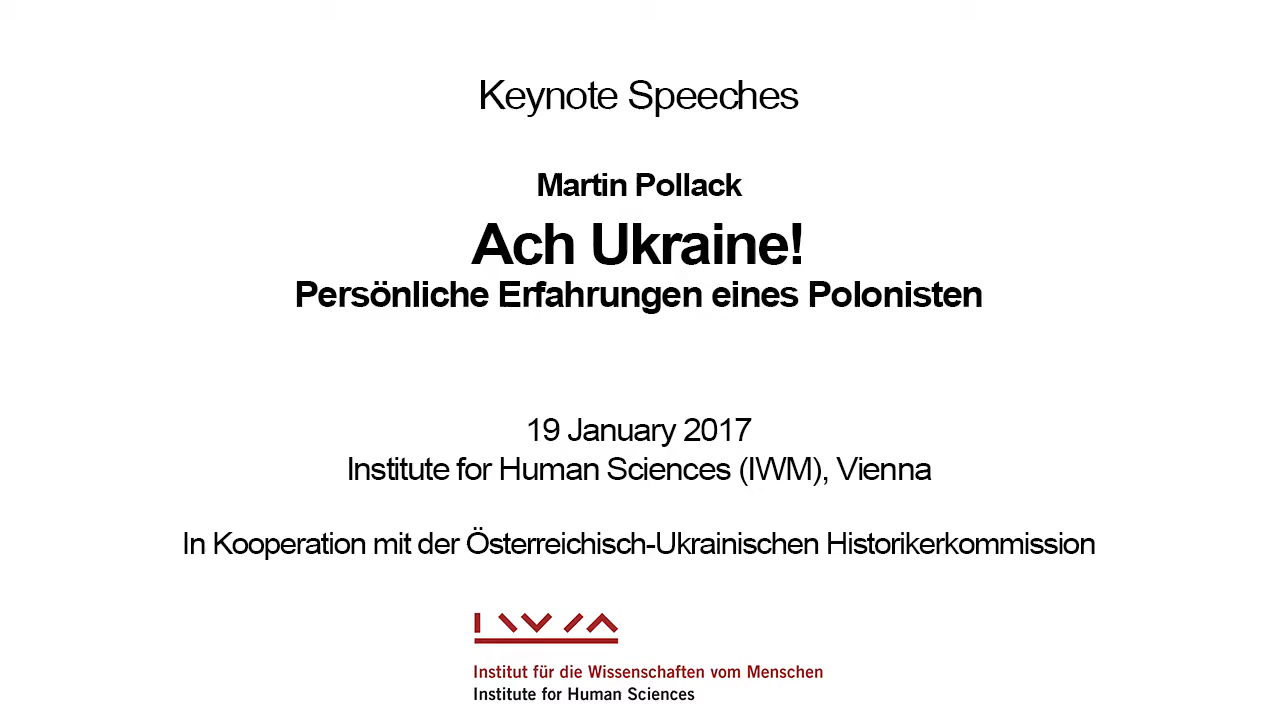 Keynote Speeches
Martin Pollack
Ach Ukraine!
Persönliche Erfahrungen eines Polonisten
19 January 2017
Institute for Human Sciences (IWM), Vienna
In Kooperation mit der Österreichisch-Ukrainischen Historikerkommission
Institut für die Wissenschaften vom Menschen
Institute for Human Sciences